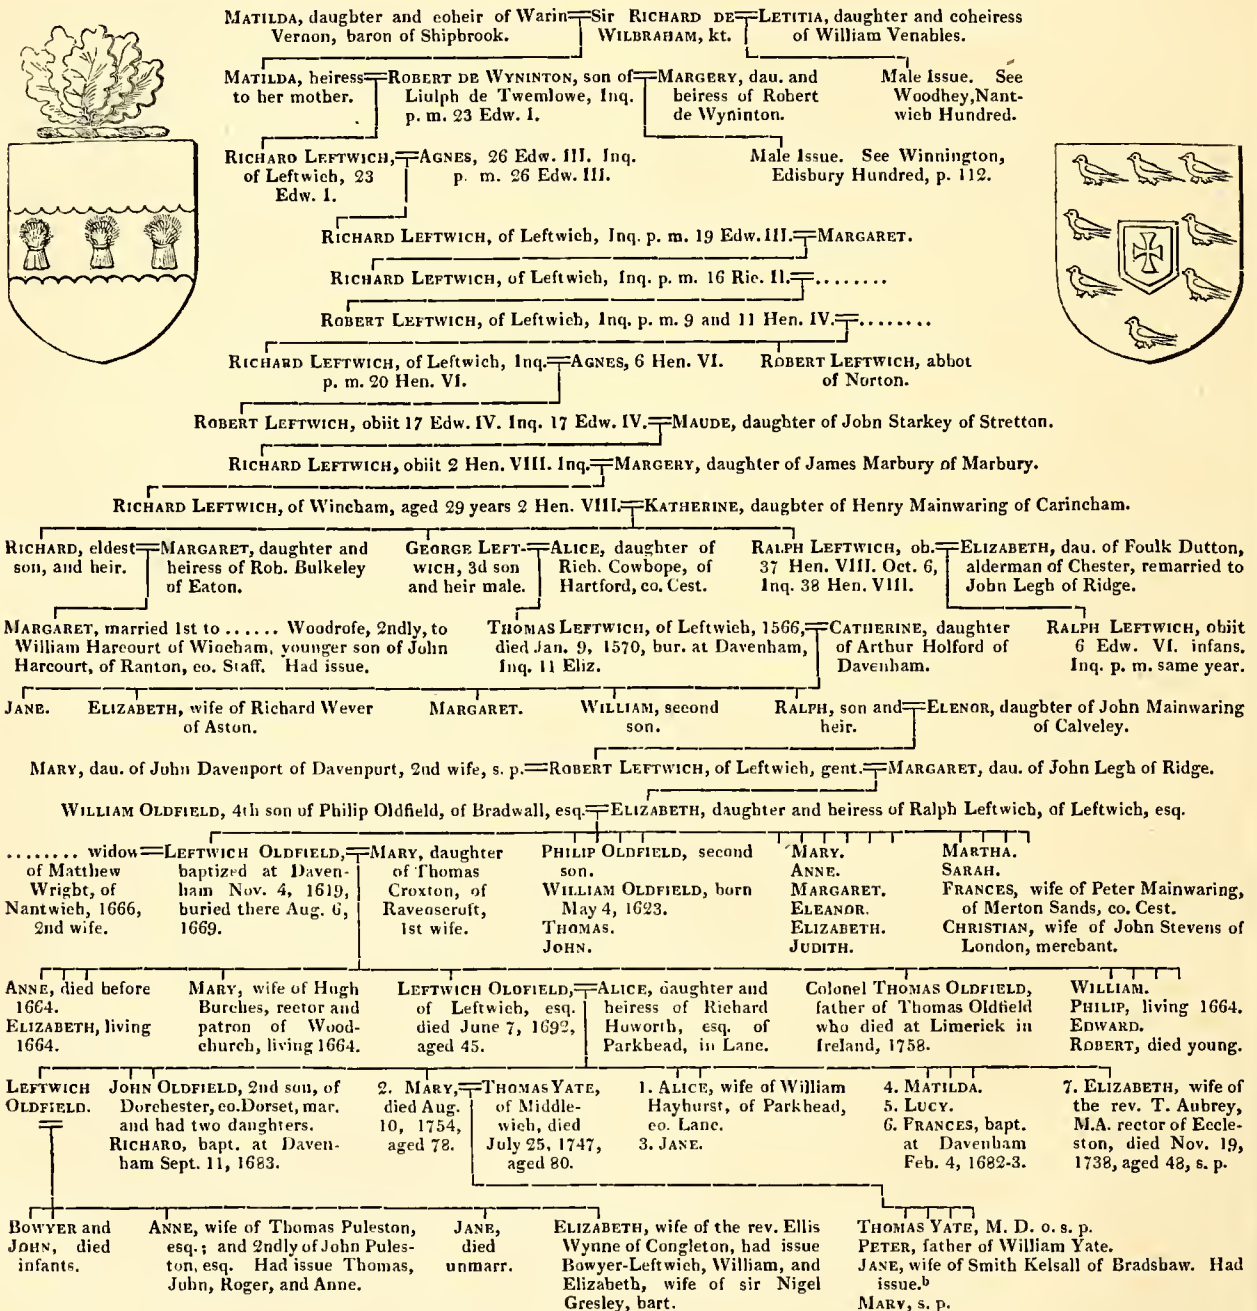 MATILDA, daughter and coheir of Warin Vernon, baron of Shipbrook.
Sir RICHARD DE WILBRAHAM, kt.
LETITIA, daughter and coheiress of William Venables.
MATILDA, heiress to her mother.
ROBERT DE WYNINTON, son of Liulph de Twemlowe, Inq. p. m. 23 Edw. I.
MARGERY, dau. and heiress of Robert de Wyninton.
Male Issue. See Woodhey, Nantwich Hundred.
RICHARD LEFTWICH, of Leftwich, 23 Edw. I.
AGNES, 26 Edw. III. Inq. p. m. 26 Edw. III.
Male Issue. See Winnington, Edisbury Hundred, p. 112.
RICHARD LEFTWICH, of Leftwich, Inq. p. m. 19 Edw. III.
MARGARET.
RICHARD LEFTWICH, of Leftwich, Inq. p. m. 16 Ric. II.
........
ROBERT LEFTWICH, of Leftwich, Inq. p. m. 9 and 11 Hen. IV.
........
RICHARD LEFTWICH, of Leftwich, Inq. p. m. 20 Hen. VI.
AGNES, 6 Hen. VI.
ROBERT LEFTWICH, abbot of Norton.
ROBERT LEFTWICH, obiit 17 Edw. IV. Inq. 17 Edw. IV.
MAUDE, daughter of John Starkey of Stretton.
RICHARD LEFTWICH, obiit 2 Hen. VIII. Inq.
MARGERY, daughter of James Marbury of Marbury.
RICHARD LEFTWICH, of Wincham, aged 29 years 2 Hen. VIII.
KATHERINE, daughter of Henry Mainwaring of Carincham.
RICHARD, eldest son, and heir.
MARGARET, daughter and heiress of Rob. Bulkeley of Eaton.
GEORGE LEFTWICH, 3d son and heir male.
ALICE, daughter of Rich. Cowhope, of Hartford, co. Cest.
RALPH LEFTWICH, ob. 37 Hen. VIII. Oct. 6, Inq. 38 Hen. VIII.
ELIZABETH, dau. of Foulk Dutton, alderman of Chester, remarried to John Legh of Ridge.
MARGARET, married 1st to ...... Woodrofe, 2ndly, to William Harcourt of Wincham, younger son of John Harcourt, of Ranton, co. Staff. Had issue.
THOMAS LEFTWICH, of Leftwich, 1566, died Jan. 9, 1570, bur. at Davenham, Inq. 11 Eliz.
CATHERINE, daughter of Arthur Holford of Davenham.
RALPH LEFTWICH, obiit 6 Edw. VI. infans. Inq. p. m. same year.
JANE.
ELIZABETH, wife of Richard Wever of Aston.
MARGARET.
WILLIAM, second son.
RALPH, son and heir.
ELENOR, daughter of John Mainwaring of Calveley.
MARY, dau. of John Davenport of Davenpurt, 2nd wife, s. p.
ROBERT LEFTWICH, of Leftwich, gent.
MARGARET, dau. of John Legh of Ridge.
WILLIAM OLDFIELD, 4th son of Philip Oldfield, of Bradwall, esq.
ELIZABETH, daughter and heiress of Ralph Leftwich, of Leftwich, esq.
........ widow of Matthew Wright, of Nantwich, 1666, 2nd wife.
LEFTWICH OLDFIELD, baptized at Davenham Nov. 4, 1619, buried there Aug. 6, 1669.
MARY, daughter of Thomas Croxton, of Ravenscruft, 1st wife.
PHILIP OLDFIELD, second son.
WILLIAM OLDFIELD, born May 4, 1623.
THOMAS.
JOHN.
MARY.
ANNE.
MARGARET.
ELEANOR.
ELIZABETH.
JUDITH.
MARTHA.
SARAH.
FRANCES, wife of Peter Mainwaring, of Merton Sands, co. Cest.
CHRISTIAN, wife of John Stevens of London, merchant.
ANNE, died before 1664.
ELIZABETH, living 1664.
MARY, wife of Hugh Burches, rector and patron of Woodchurch, living 1664.
LEFTWICH OLDFIELD, of Leftwich, esq. died June 7, 1692, aged 45.
ALICE, daughter and heiress of Richard Huworth, esq. of Parkhead, in Lanc.
Colonel THOMAS OLDFIELD, father of Thomas Oldfield who died at Limerick in Ireland, 1758.
WILLIAM.
PHILIP, living 1664.
EDWARD.
ROBERT, died young.
LEFTWICH OLDFIELD.
JOHN OLDFIELD, 2nd son, of Dorchester, co. Dorset, mar. and had two daughters.
RICHARD, bapt. at Davenham Sept. 11, 1683.
2. MARY, died Aug. 10, 1754, aged 78.
THOMAS YATE, of Middlewich, died July 25, 1747, aged 80.
1. ALICE, wife of William Hayhurst, of Parkhead, co. Lanc.
3. JANE.
4. MATILDA.
5. LUCY.
6. FRANCES, bapt. at Davenham Feb. 4, 1682-3.
7. ELIZABETH, wife of the rev. T. Aubrey, M.A. rector of Eccleston, died Nov. 19, 1738, aged 48, s. p.
BOWYER and JOHN, died infants.
ANNE, wife of Thomas Puleston, esq.; and 2ndly of John Puleston, esq. Had issue Thomas, John, Roger, and Anne.
JANE, died unmarr.
ELIZABETH, wife of the rev. Ellis Wynne of Congleton, had issue Bowyer-Leftwich, William, and Elizabeth, wife of sir Nigel Gresley, bart.
THOMAS YATE, M. D. o. s. p.
PETER, father of William Yate.
JANE, wife of Smith Kelsall of Bradshaw. Had issue.b
MARY, s. p.